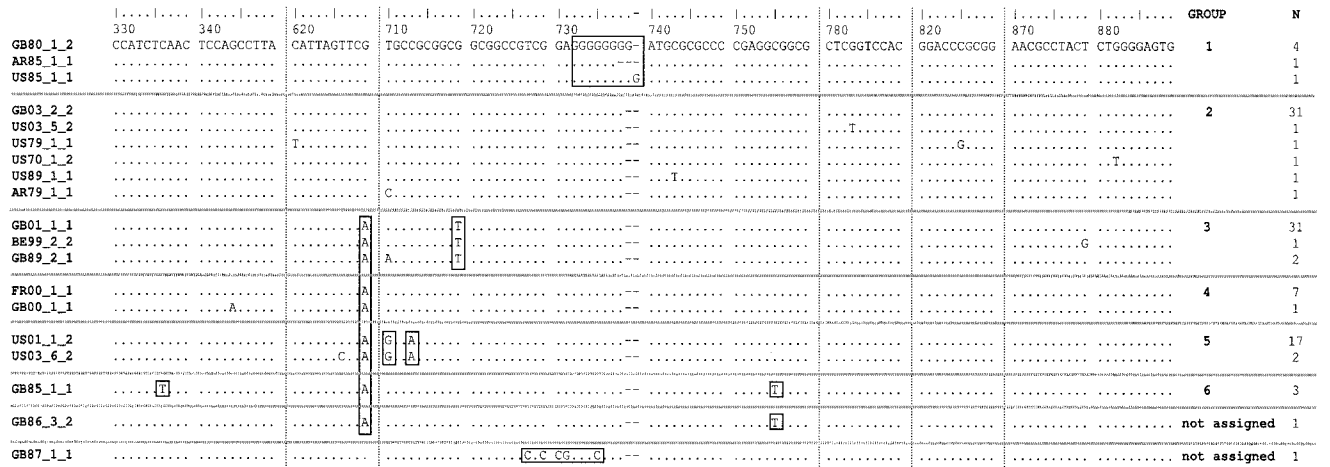 |....|.... |....|.... |....|.... |....|.... |....|.... |....|...- |....|.... |....|.... |....|.... |....|.... |....|.... |....|.... GROUP N
330 340 620 710 720 730 740 750 780 820 870 880
GB80_1_2 CCATCTCAAC TCCAGCCTTA CATTAGTTCG TGCCGCGGCG GCGGCCGTCG GAGGGGGGG- ATGCGCGCCC CGAGGCGGCG CTCGGTCCAC GGACCCGCGG AACGCCTACT CTGGGGAGTG 1 4
AR85_1_1 .......... .......... .......... .......... .......... .......--- .......... .......... .......... .......... .......... .......... 1
US85_1_1 .......... .......... .......... .......... .......... .........G .......... .......... .......... .......... .......... .......... 1
GB03_2_2 .......... .......... .......... .......... .......... ........-- .......... .......... .......... .......... .......... .......... 2 31
US03_5_2 .......... .......... .......... .......... .......... ........-- .......... .......... ....T..... .......... .......... .......... 1
US79_1_1 .......... .......... T......... .......... .......... ........-- .......... .......... .......... .....G.... .......... .......... 1
US70_1_2 .......... .......... .......... .......... .......... ........-- .......... .......... .......... .......... .......... ..T....... 1
US89_1_1 .......... .......... .......... .......... .......... ........-- ...T...... .......... .......... .......... .......... .......... 1
AR79_1_1 .......... .......... .......... C......... .......... ........-- .......... .......... .......... .......... .......... .......... 1
GB01_1_1 .......... .......... .........A .........T .......... ........-- .......... .......... .......... .......... .......... .......... 3 31
BE99_2_2 .......... .......... .........A .........T .......... ........-- .......... .......... .......... .......... .........G .......... 1
GB89_2_1 .......... .......... .........A A........T .......... ........-- .......... .......... .......... .......... .......... .......... 2
FR00_1_1 .......... .......... .........A .......... .......... ........-- .......... .......... .......... .......... .......... .......... 4 7
GB00_1_1 .......... ...A...... .........A .......... .......... ........-- .......... .......... .......... .......... .......... .......... 1
US01_1_2 .......... .......... .........A G..A...... .......... ........-- .......... .......... .......... .......... .......... .......... 5 17
US03_6_2 .......... .......... ......C..A G..A...... .......... ........-- .......... .......... .......... .......... .......... .......... 2
GB85_1_1 ......T... .......... .........A .......... .......... ........-- .......... ....T..... .......... .......... .......... .......... 6 3
GB86_3_2 .......... .......... .........A .......... .......... ........-- .......... ....T..... .......... .......... .......... .......... not assigned 1
GB87_1_1 .......... .......... .......... .......... .......C.C CG...C..-- .......... .......... .......... .......... .......... .......... not assigned 1